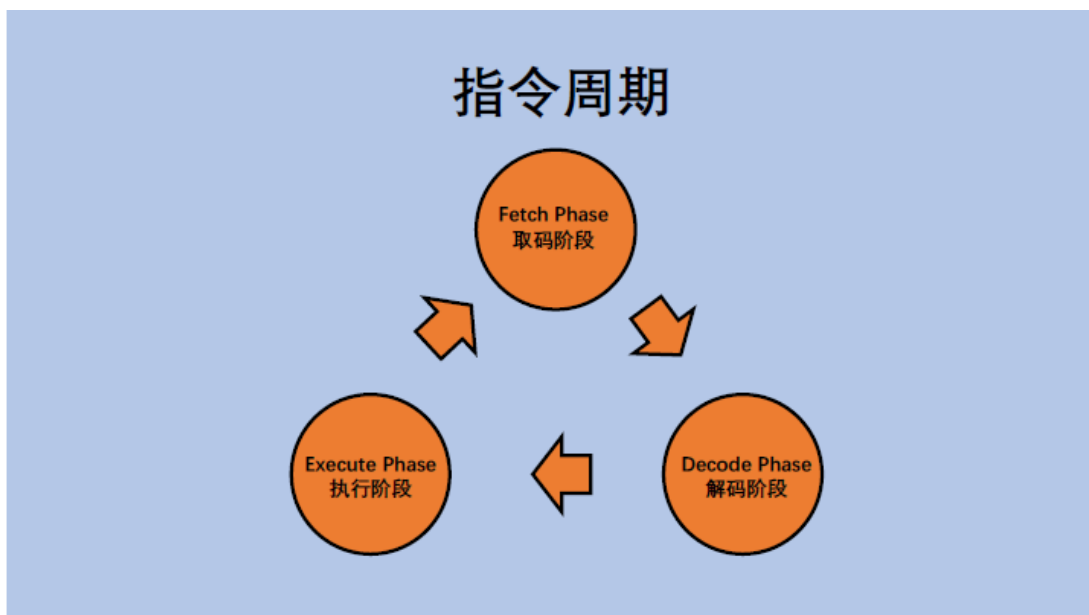 指令周期
Fetch Phase
取码阶段
Execute Phase
执行阶段
Decode Phase
解码阶段